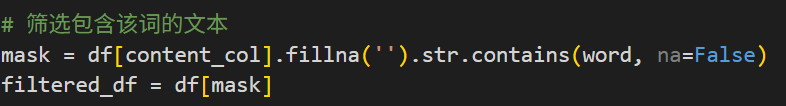 # 筛选包含该词的文本
mask = df[content_col].fillna('').str.contains(word, na=False)
filtered_df = df[mask]